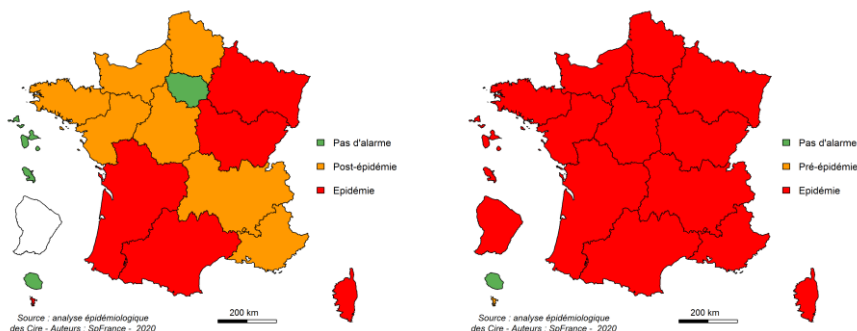 Pas d'alarme
Post-épidémie
Epidémie
200 km
Source : analyse épidémiologique
des Cire - Auteurs : SpFrance - 2020
Pas d'alarme
Pré-épidémie
Epidémie
200 km
Source : analyse épidémiologique
des Cire - Auteurs : SpFrance - 2020